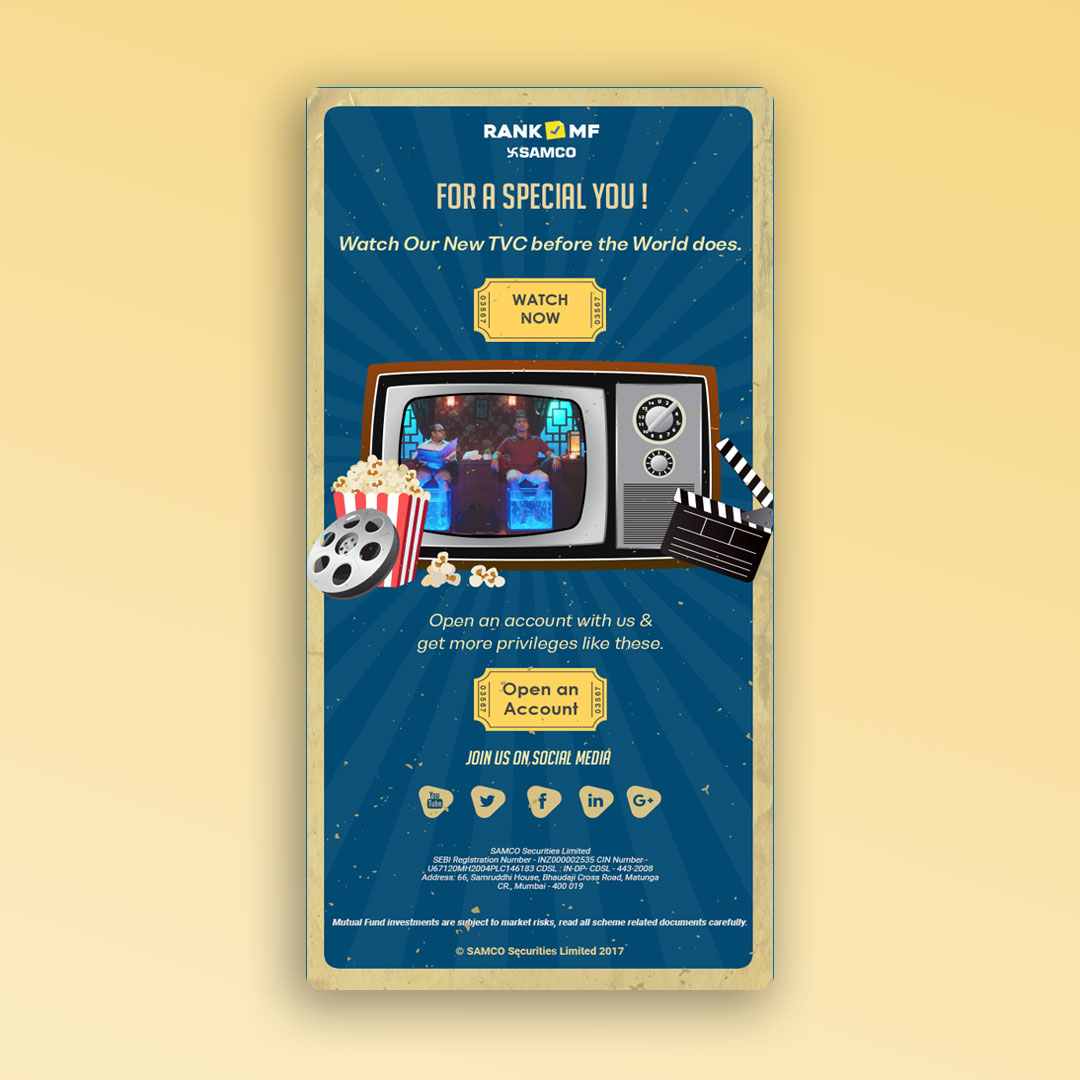 RANK MF
SAMCO
FOR A SPECIAL YOU !
Watch Our New TVC before the World does.
03567
WATCH
NOW
03567
Open an account with us &
get more privileges like these.
03567
Open an
Account
03567
JOIN US ON SOCIAL MEDIA
You
Tube
f
in
G+
SAMCO Securities Limited
SEBI Registration Number - INZ000002535 CIN Number -
U67120MH2004PLC146183 CDSL : IN-DP- CDSL - 443-2008
Address: 66, Samruddhi House, Bhaudaji Cross Road, Matunga
CR., Mumbai - 400 019
Mutual Fund investments are subject to market risks, read all scheme related documents carefully.
© SAMCO Securities Limited 2017